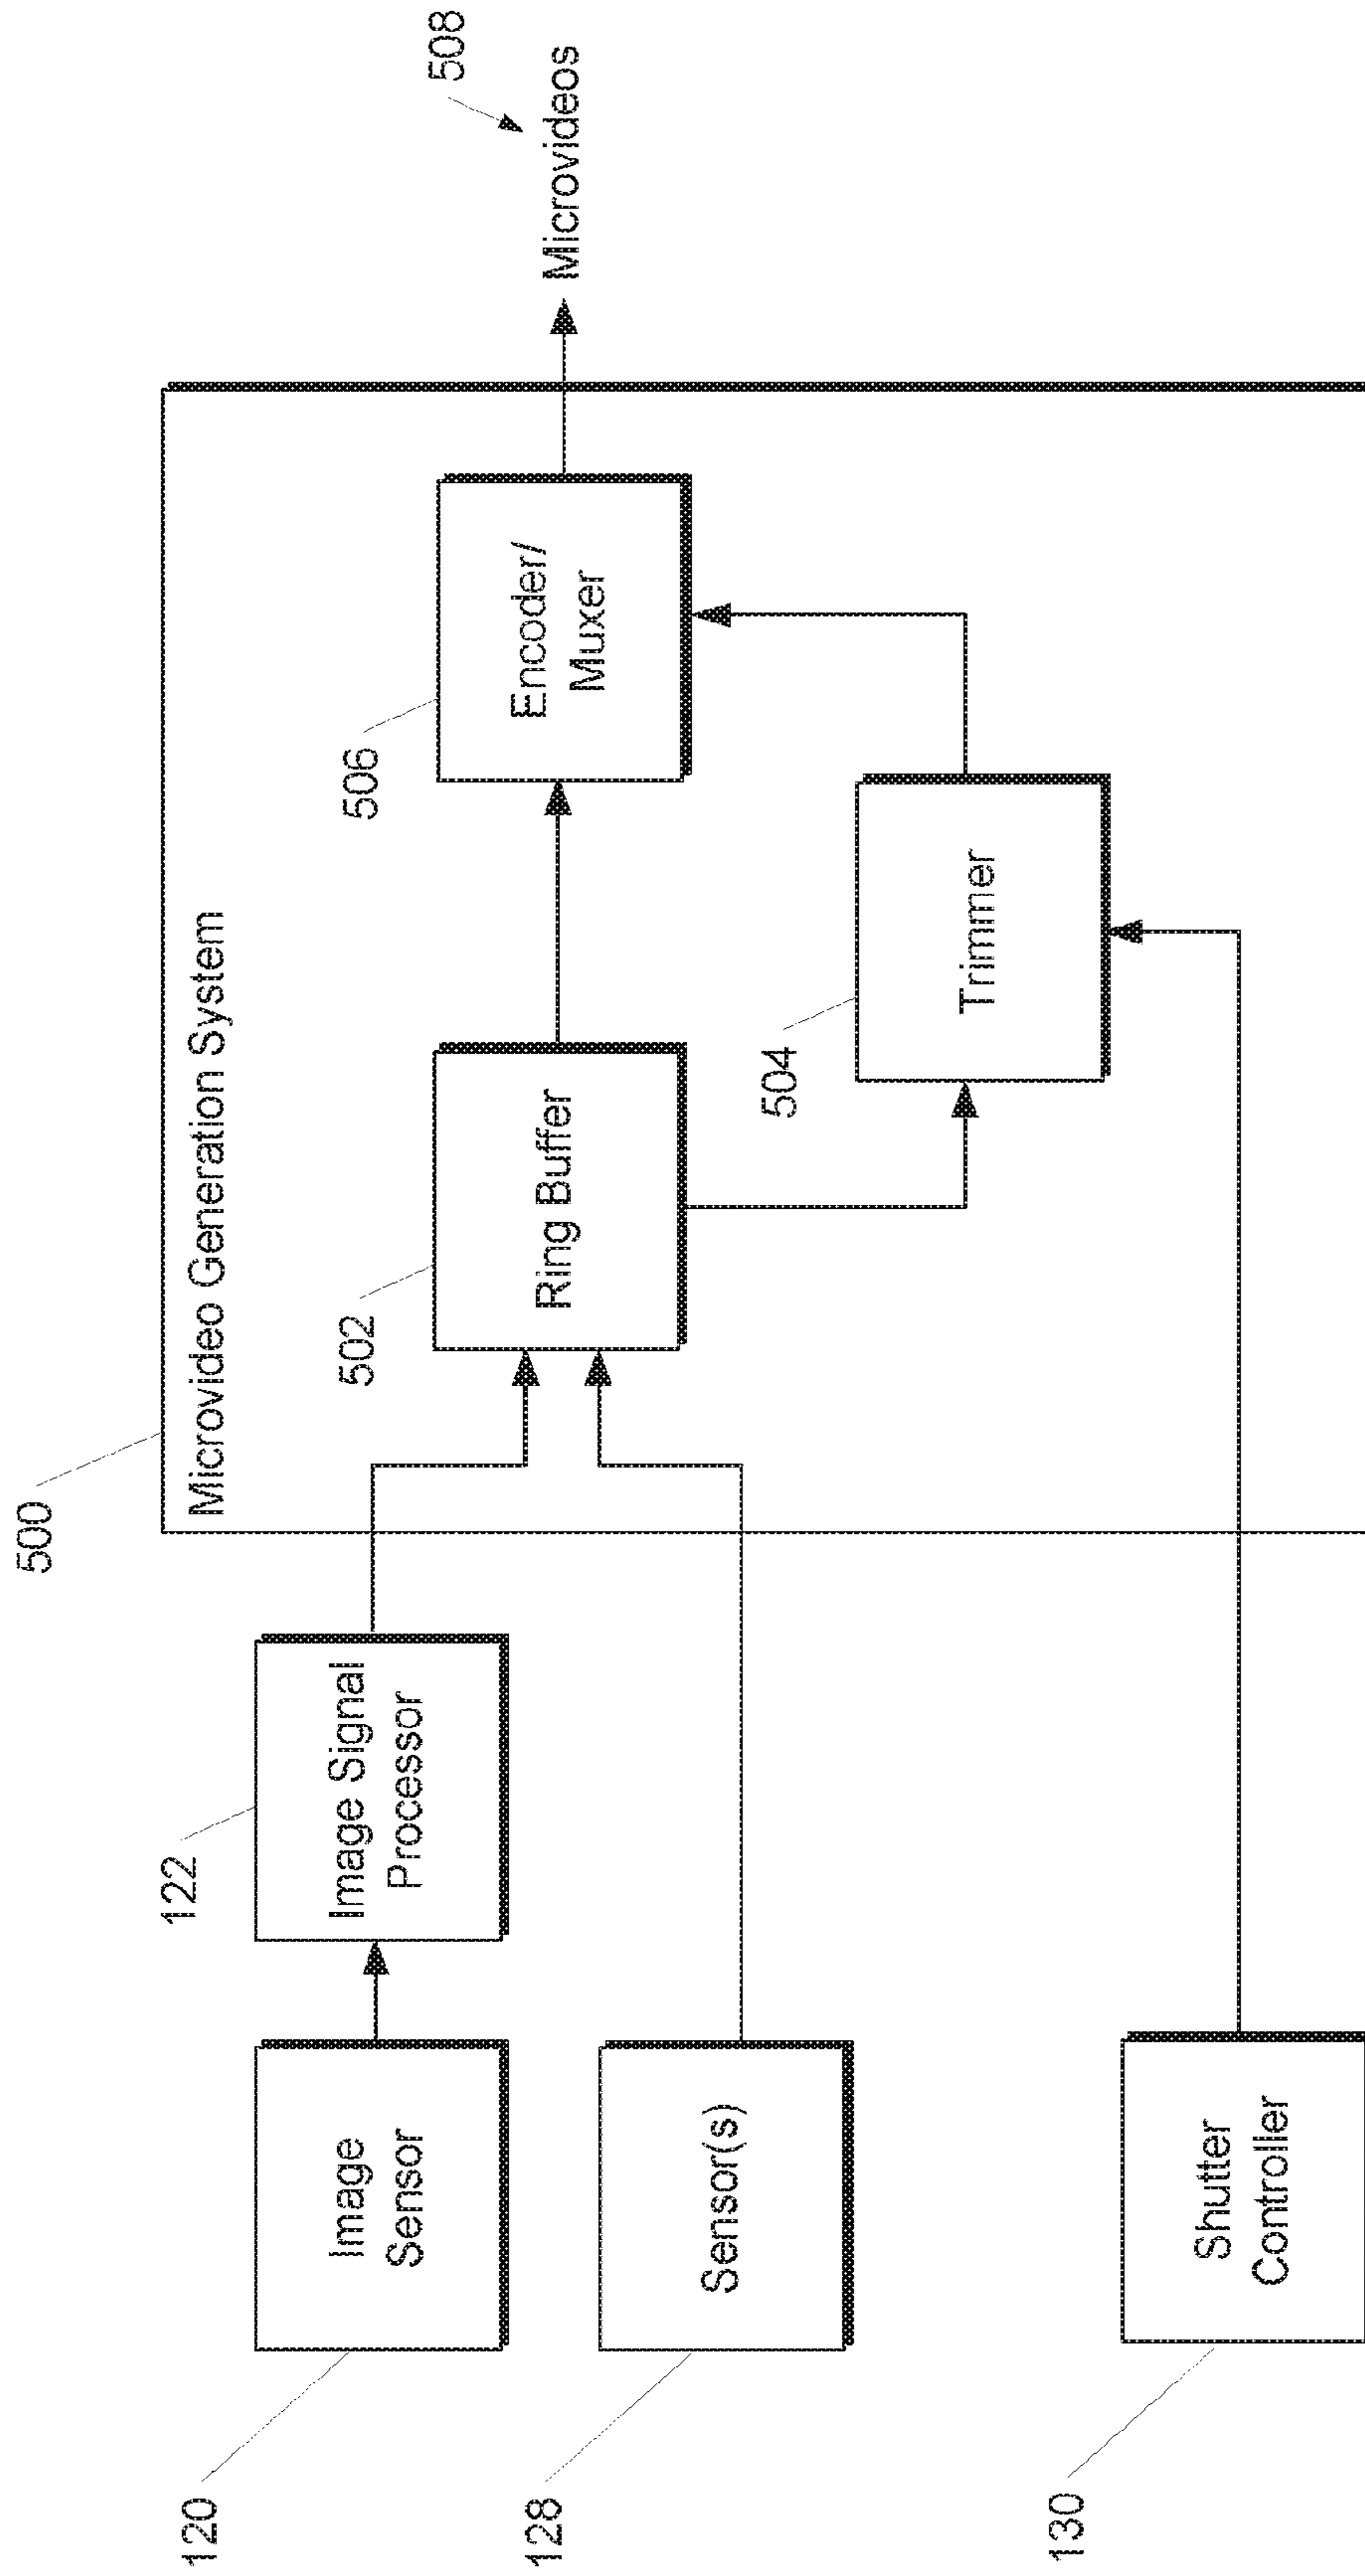 500
Microvideo Generation System
120
Image
Sensor
122
Image Signal
Processor
502
Ring Buffer
506
Encoder/
Muxer
508
Microvideos
128
Sensor(s)
504
Trimmer
130
Shutter
Controller